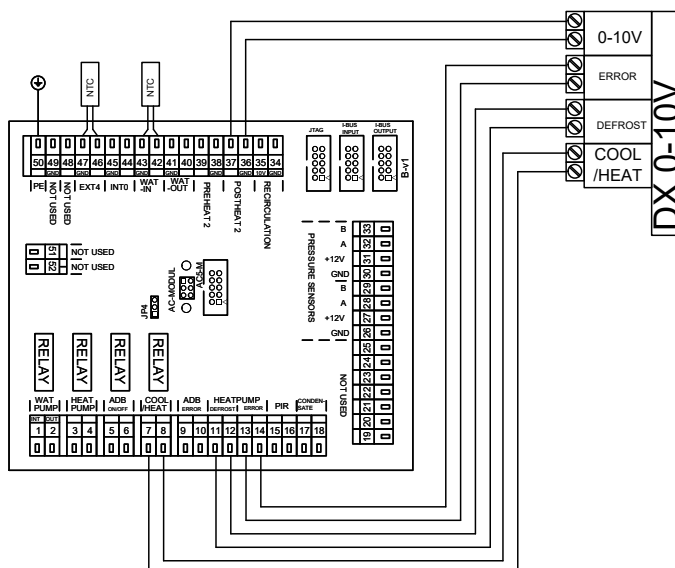 0-10V
ERROR
DEFROST
COOL
/HEAT
DX 0-10V
NTC
NTC
JTAG
I-BUS
INPUT
I-BUS
OUTPUT
B-v1
50 49 48 47 46 45 44 43 42 41 40 39 38 37 36 35 34
GND GND GND GND GND GND GND 10V GND
PE
NOT USED
NOT USED
EXT4
INT0
WAT
-IN
WAT
-OUT
PREHEAT 2
POSTHEAT 2
RECIRCULATION
51 NOT USED
52 NOT USED
JP4
AC-MODUL
ACS-M
PRESSURE SENSORS
B 33
A 32
+12V 31
GND 30
B 29
A 28
+12V 27
GND 26
25
24
23
22
21
20
19
NOT USED
RELAY
RELAY
RELAY
RELAY
WAT
PUMP
HEAT
PUMP
ADB
ON/OFF
COOL
/HEAT
ADB
ERROR
HEATPUMP
DEFROST ERROR
PIR
CONDEN-
SATE
INT OUT
1 2 3 4 5 6 7 8 9 10 11 12 13 14 15 16 17 18